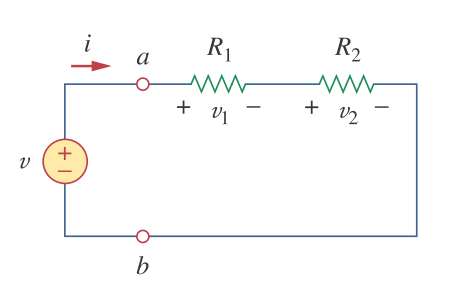 i
a
R₁
R₂
+ v₁ − + v₂ −
v
+
−
b